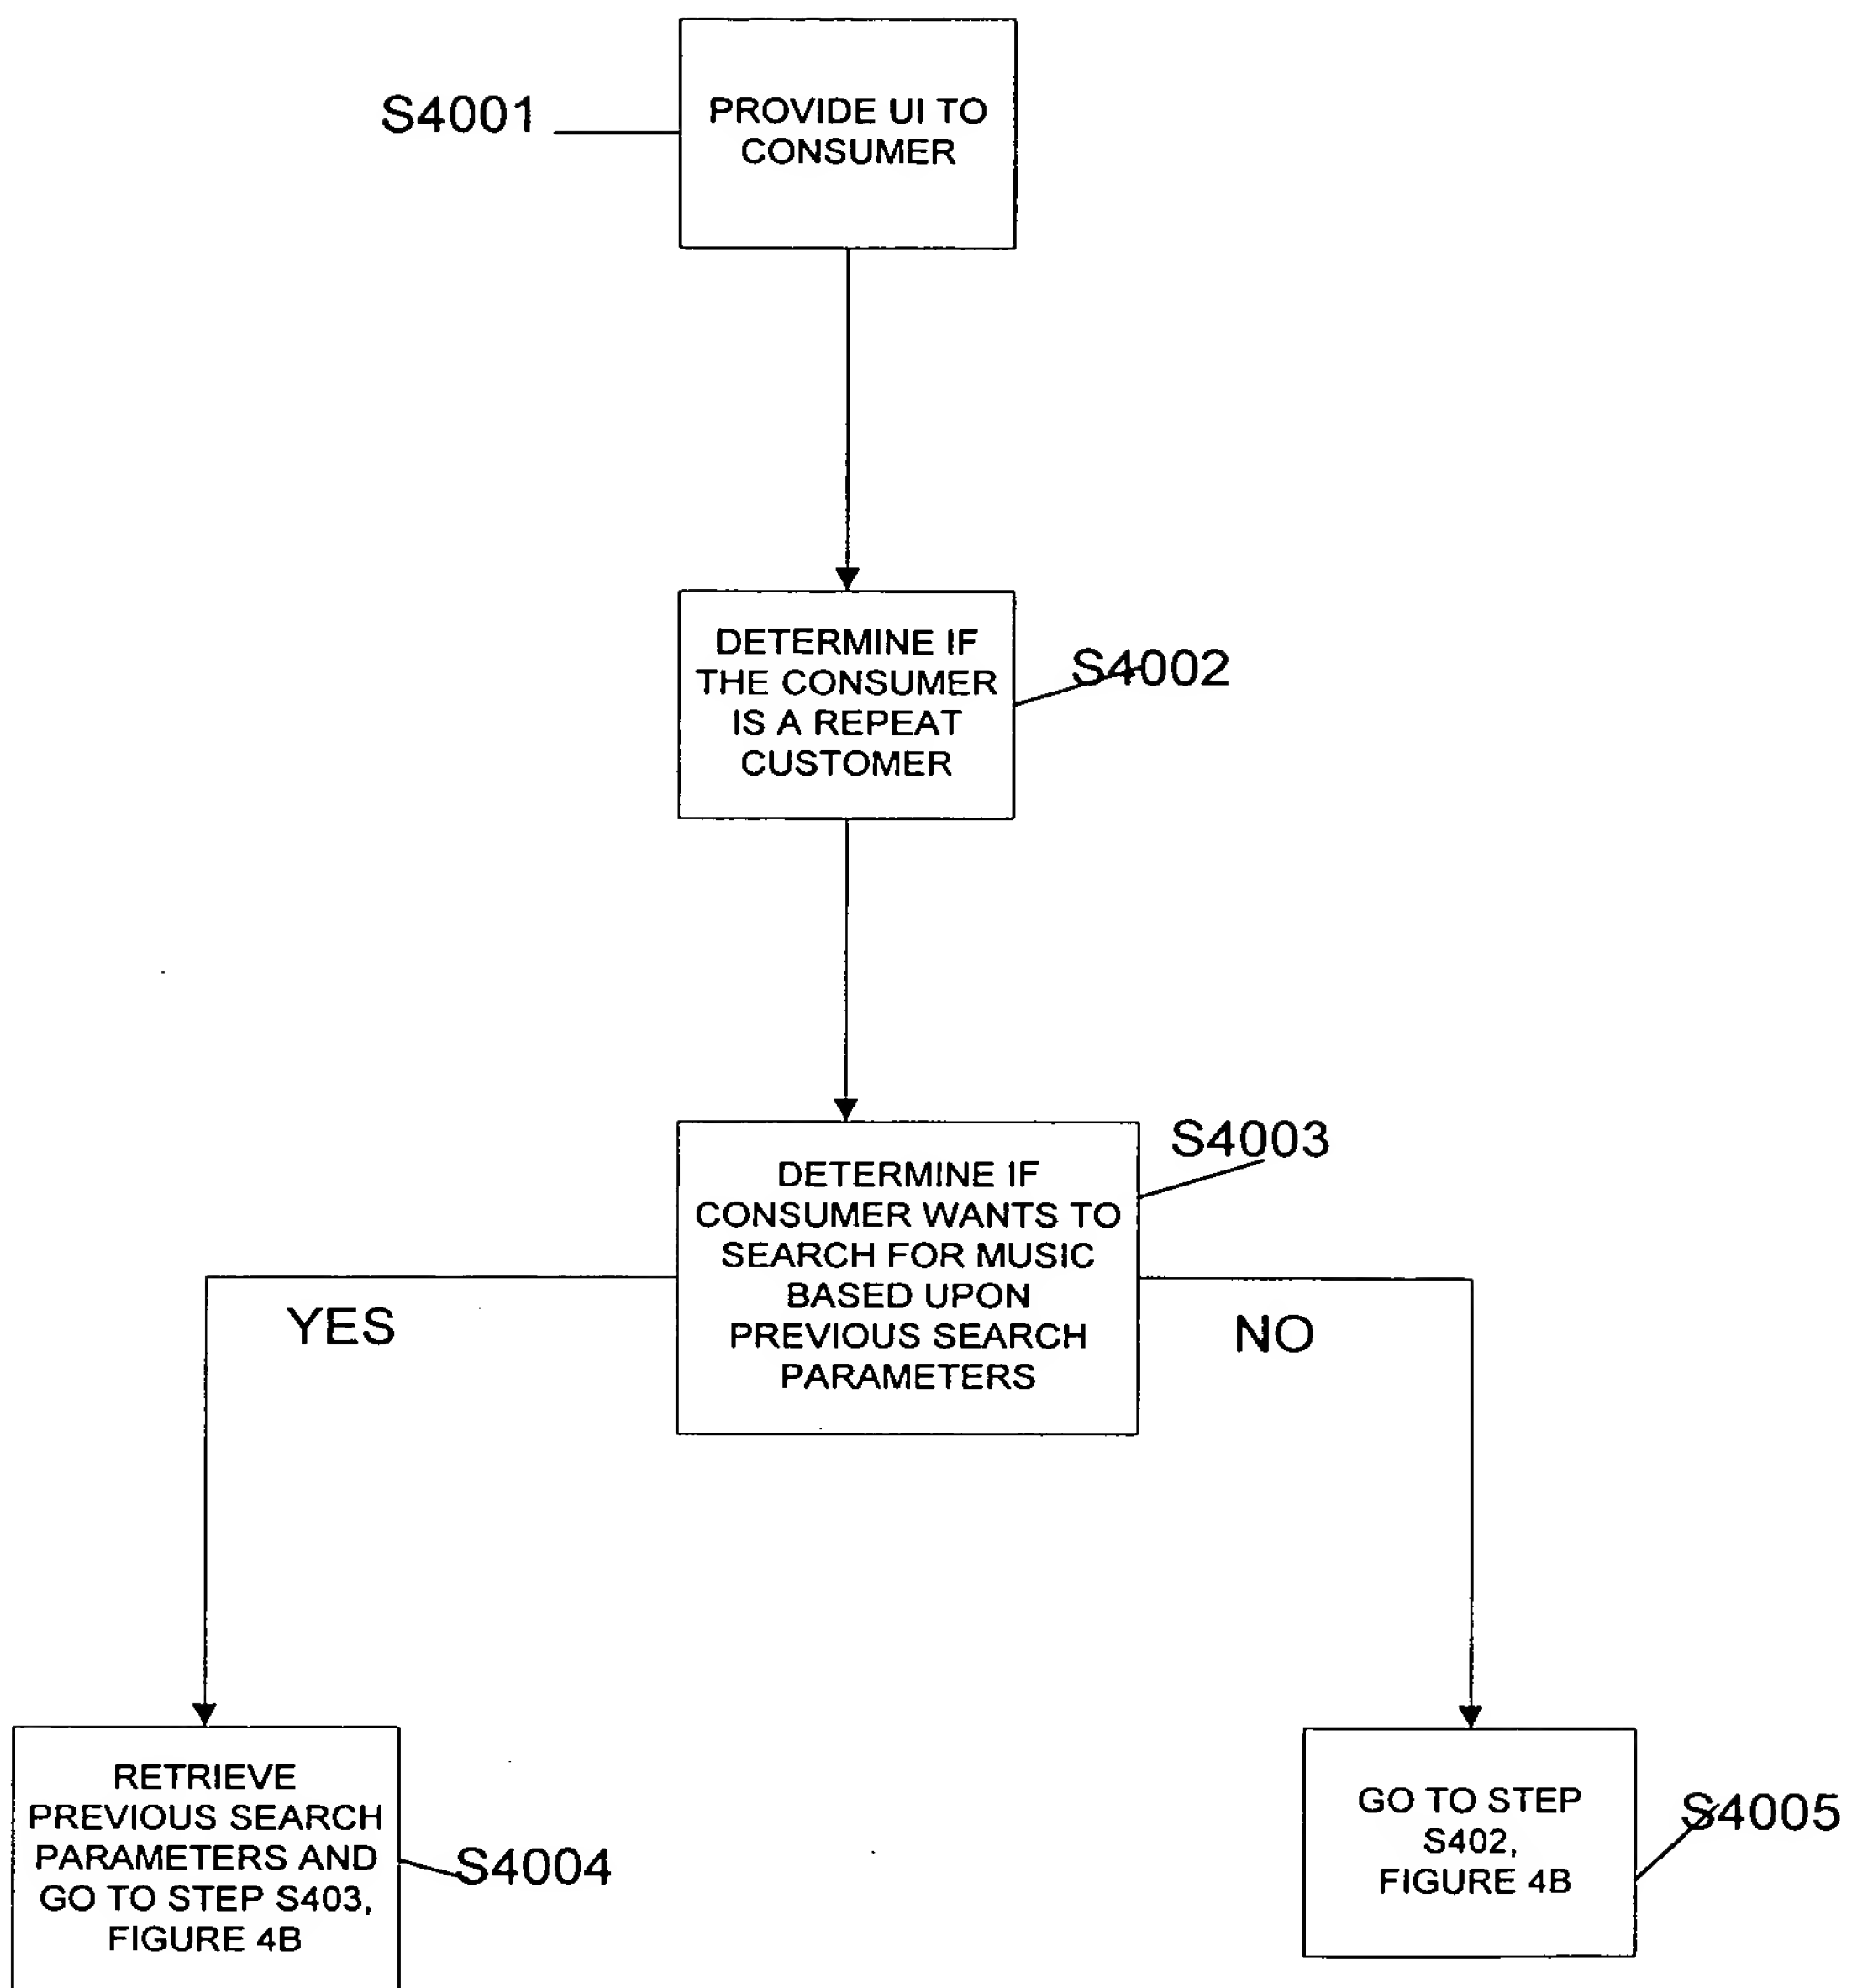 S4001
PROVIDE UI TO
CONSUMER
DETERMINE IF
THE CONSUMER
IS A REPEAT
CUSTOMER
S4002
S4003
DETERMINE IF
CONSUMER WANTS TO
SEARCH FOR MUSIC
BASED UPON
PREVIOUS SEARCH
PARAMETERS
YES
NO
RETRIEVE
PREVIOUS SEARCH
PARAMETERS AND
GO TO STEP S403,
FIGURE 4B
S4004
GO TO STEP
S402,
FIGURE 4B
S4005